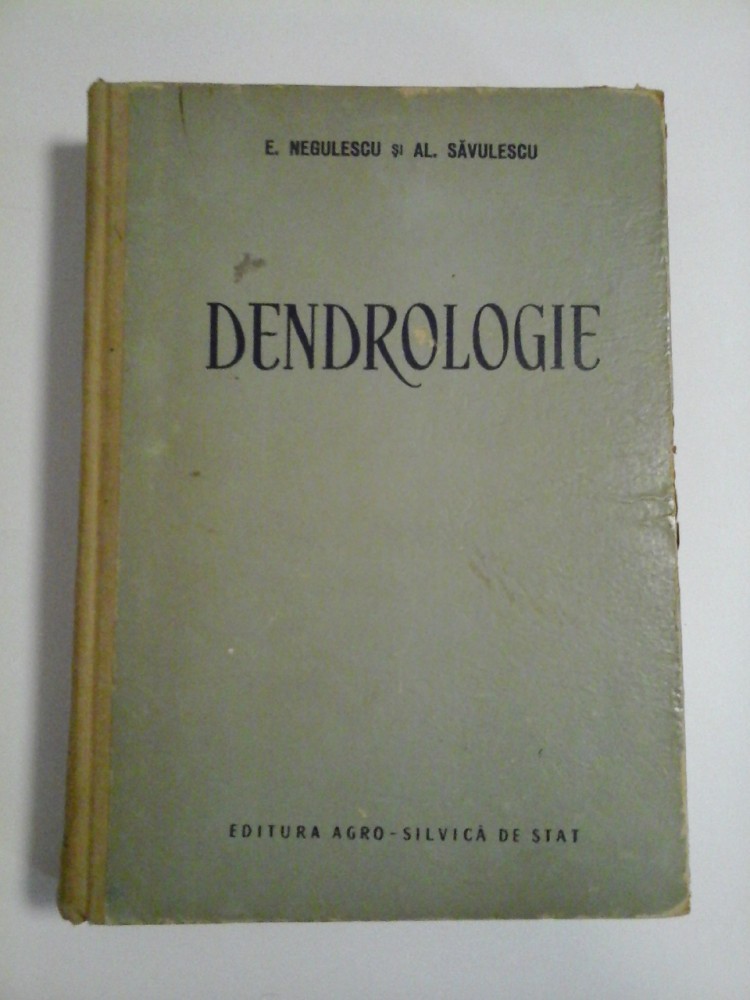 E. NEGULESCU ȘI AL. SĂVULESCU
DENDROLOGIE
EDITURA AGRO-SILVICĂ DE STAT